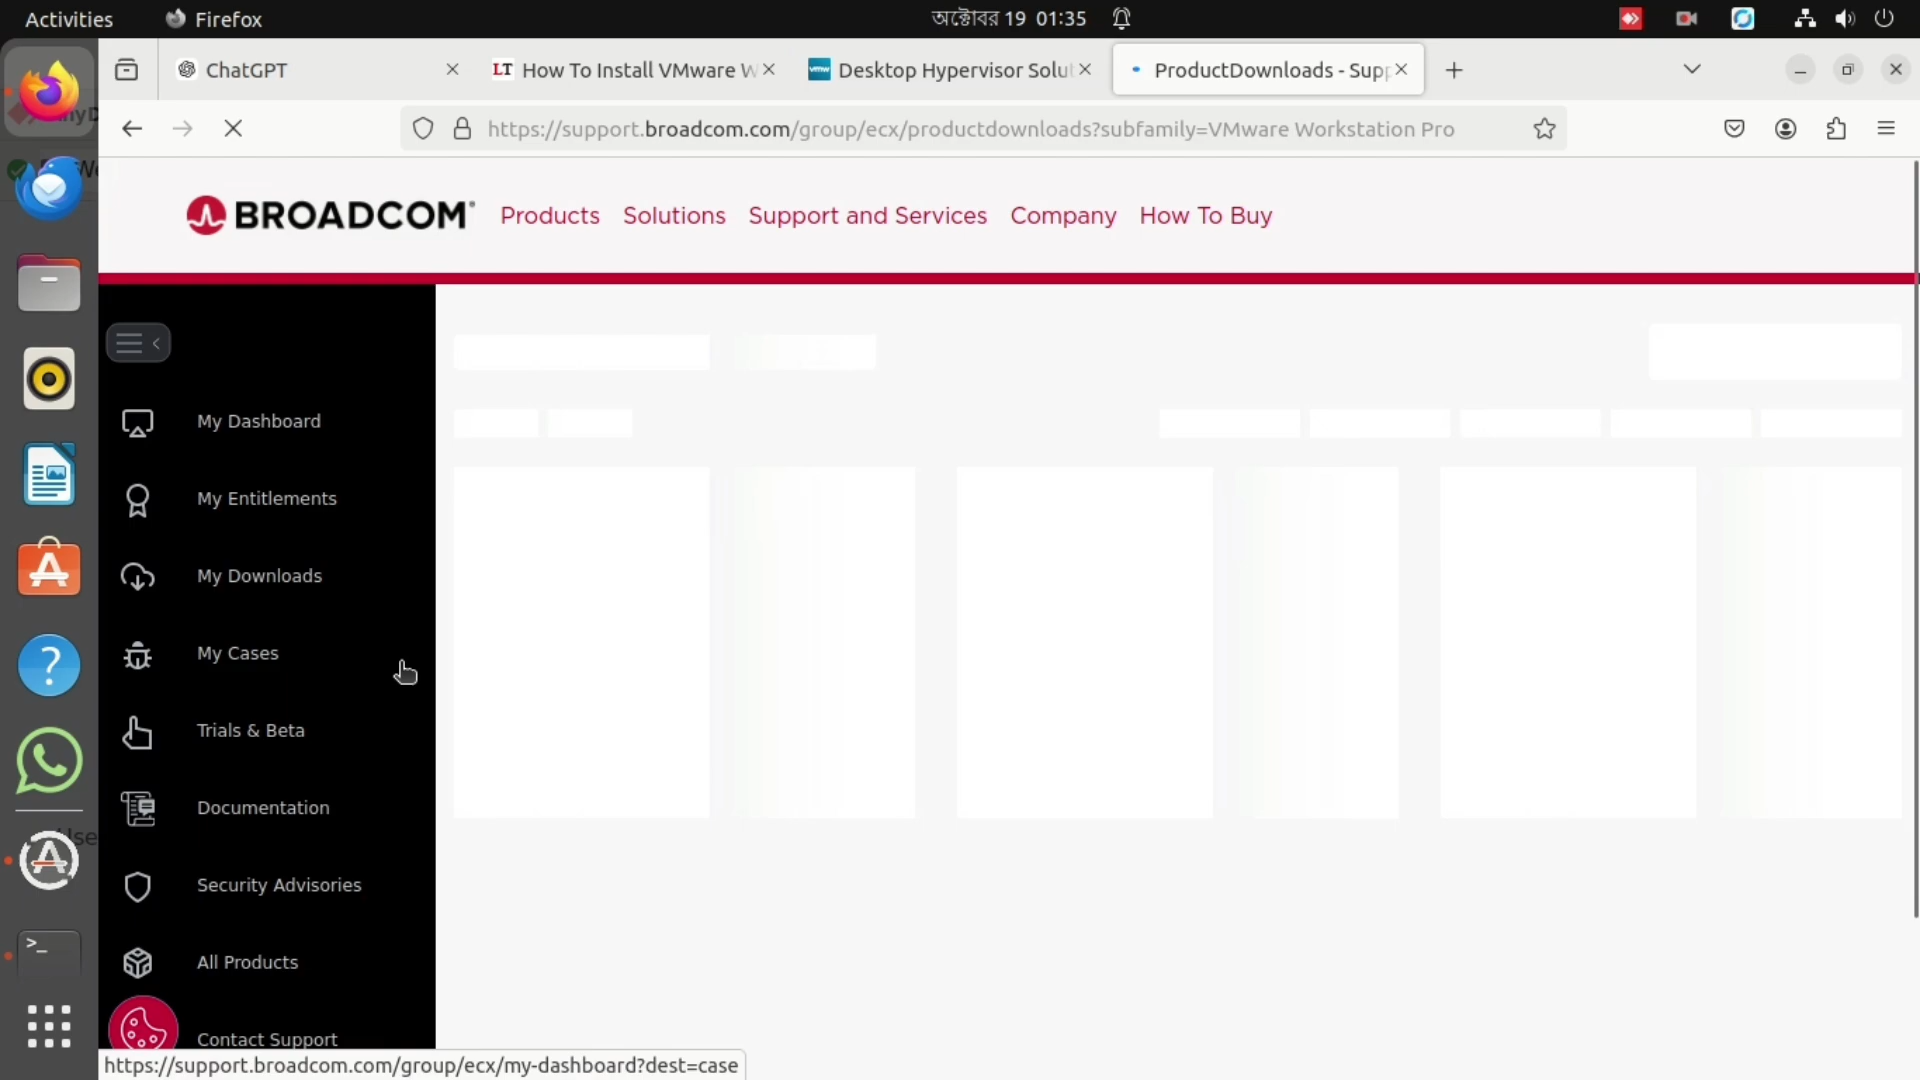 Activities
Firefox
অক্টোবর 19 01:35
ChatGPT
How To Install VMware W
Desktop Hypervisor Solut
ProductDownloads - Supp
https://support.broadcom.com/group/ecx/productdownloads?subfamily=VMware Workstation Pro
BROADCOM
Products
Solutions
Support and Services
Company
How To Buy
My Dashboard
My Entitlements
My Downloads
My Cases
Trials & Beta
Documentation
Security Advisories
All Products
Contact Support
https://support.broadcom.com/group/ecx/my-dashboard?dest=case